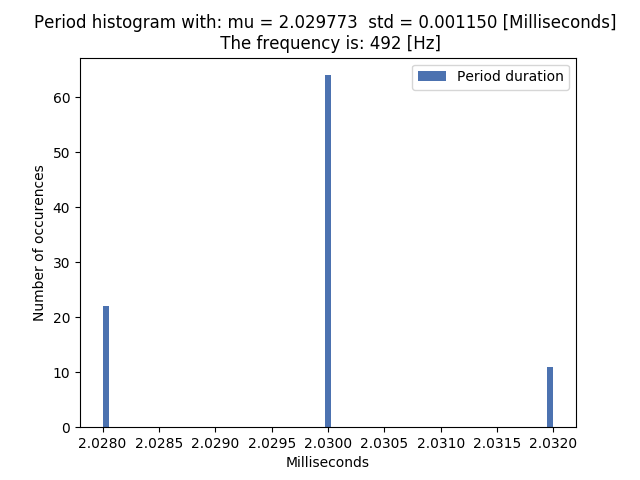 Period histogram with: mu = 2.029773  std = 0.001150 [Milliseconds]
The frequency is: 492 [Hz]
Period duration
Number of occurences
60
50
40
30
20
10
0
2.0280 2.0285 2.0290 2.0295 2.0300 2.0305 2.0310 2.0315 2.0320
Milliseconds